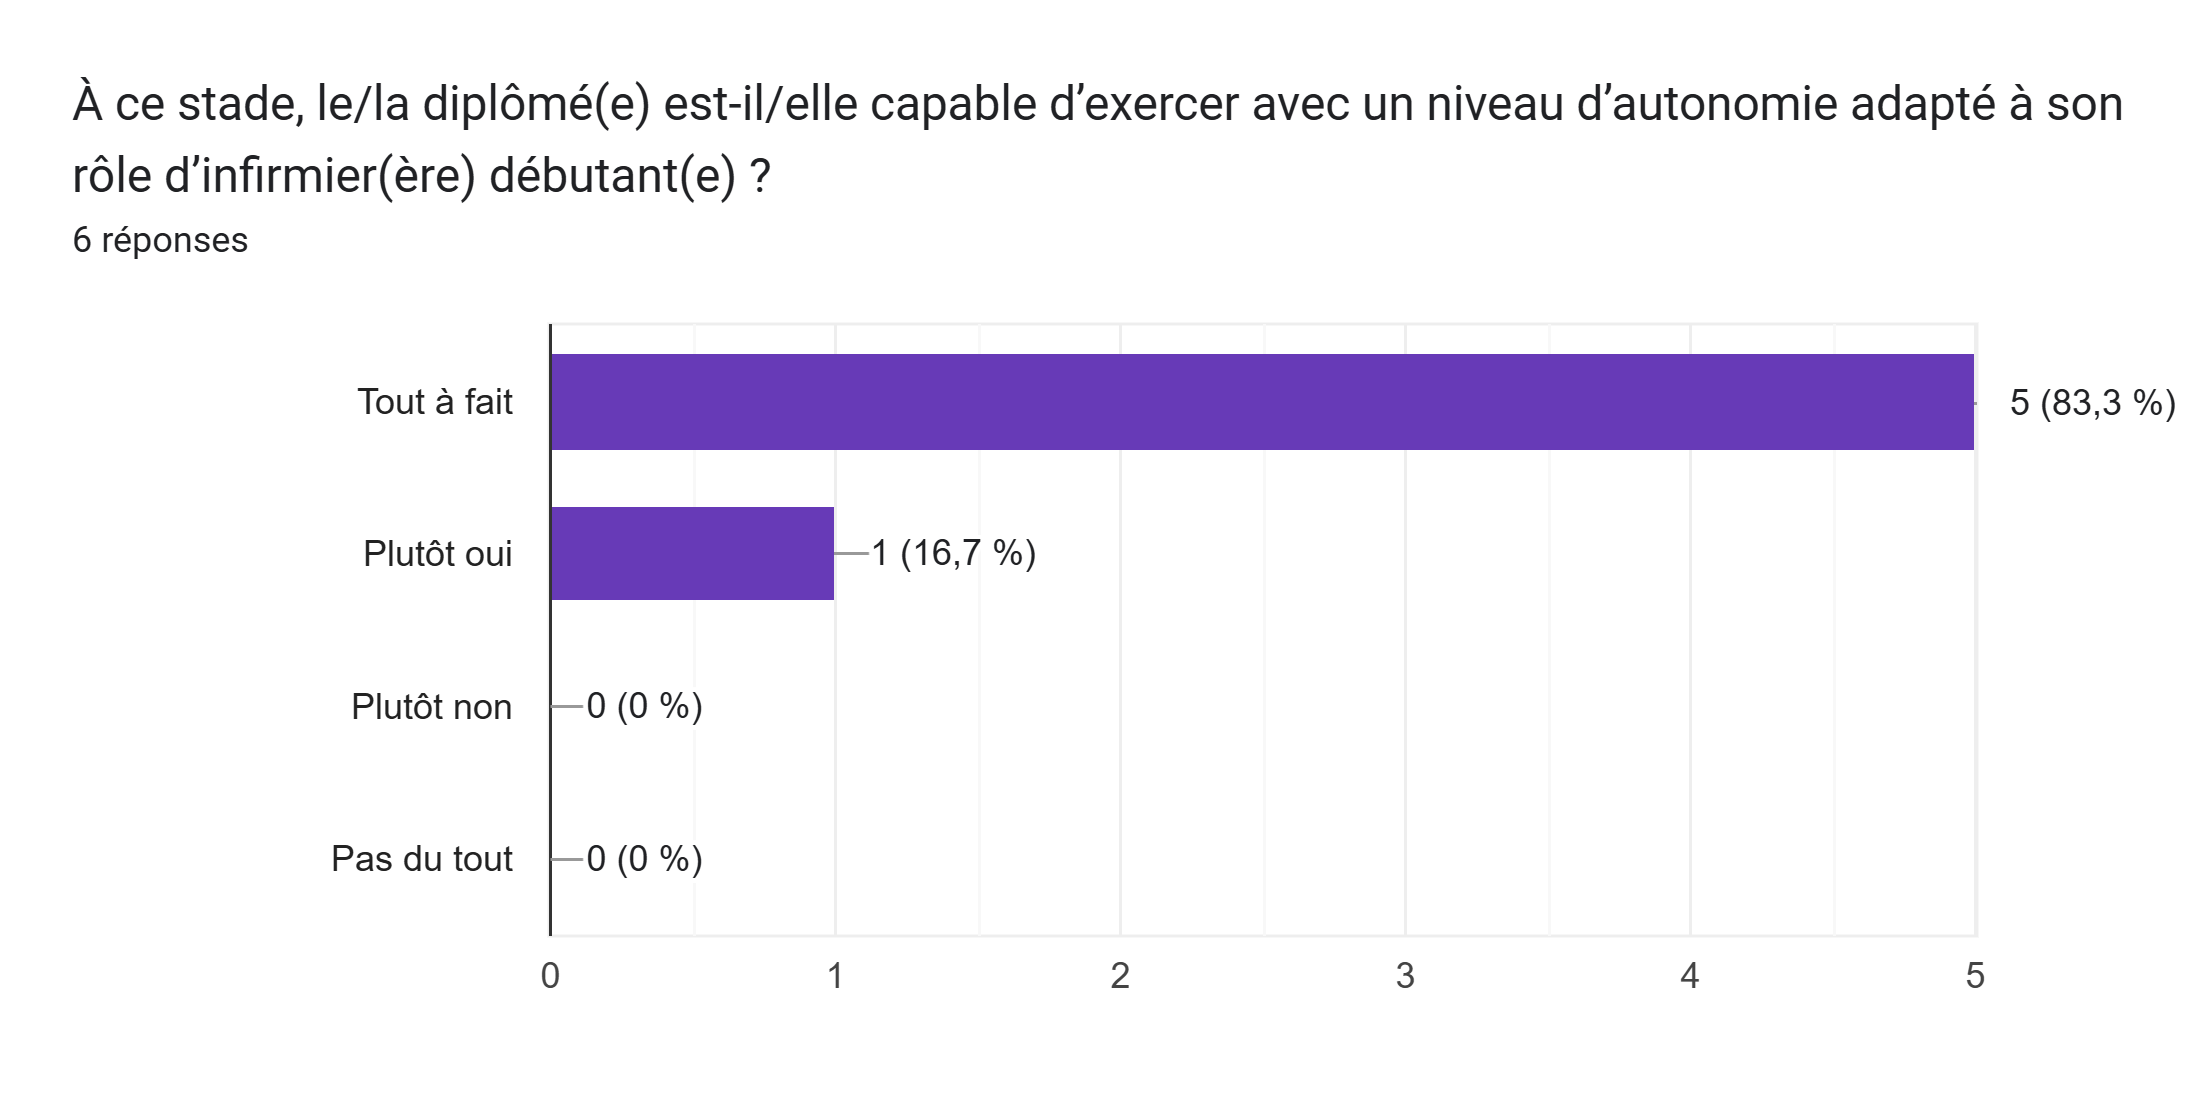 À ce stade, le/la diplômé(e) est-il/elle capable d’exercer avec un niveau d’autonomie adapté à son
rôle d’infirmier(ère) débutant(e) ?
6 réponses
Tout à fait
5 (83,3 %)
Plutôt oui
1 (16,7 %)
Plutôt non
0 (0 %)
Pas du tout
0 (0 %)
0 1 2 3 4 5